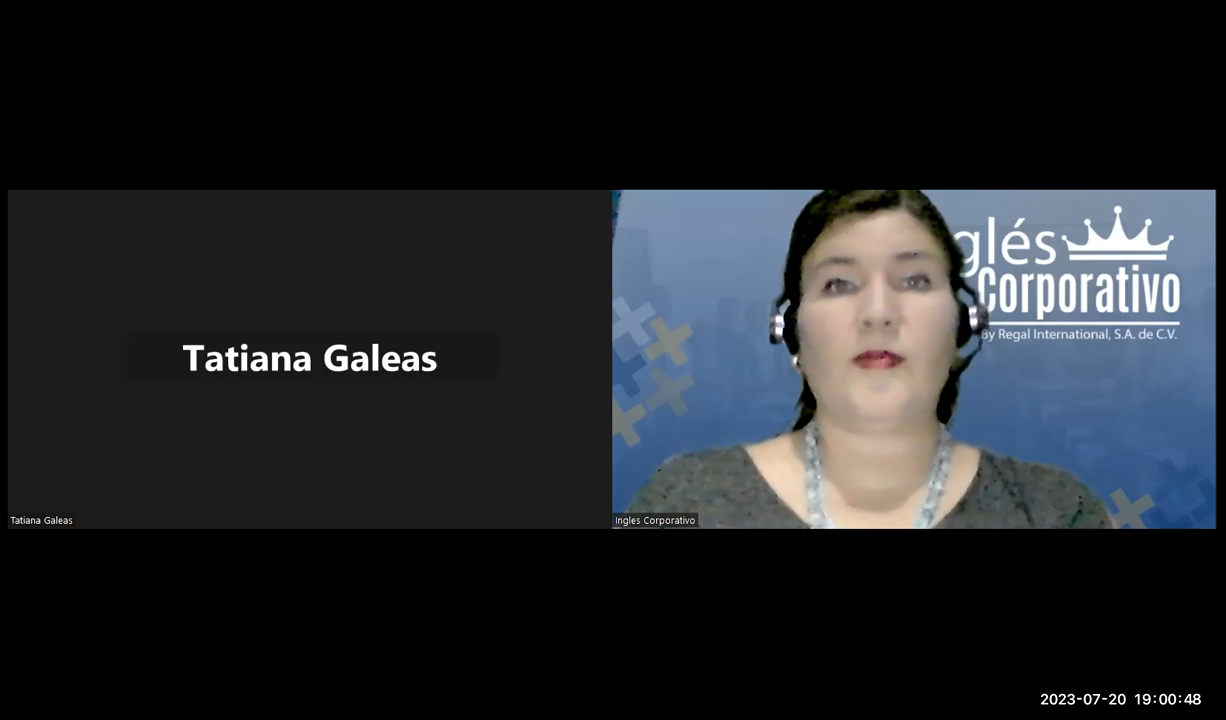 Tatiana Galeas
Tatiana Galeas
glés
Corporativo
By Regal International, S.A. de C.V.
Ingles Corporativo
2023-07-20 19:00:48